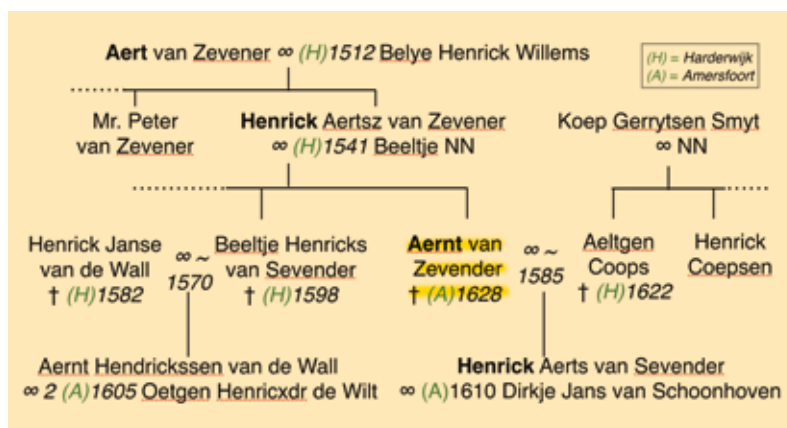 Aert van Zevener ∞ (H)1512 Belye Henrick Willems
(H) = Harderwijk
(A) = Amersfoort
Mr. Peter
van Zevener
Henrick Aertsz van Zevener
∞ (H)1541 Beeltje NN
Koep Gerrytsen Smyt
∞ NN
Henrick Janse
van de Wall
† (H)1582
∞ ~
1570
Beeltje Henricks
van Sevender
† (H)1598
Aernt van
Zevender
† (A)1628
∞ ~
1585
Aeltgen
Coops
† (H)1622
Henrick
Coepsen
Aernt Hendrickssen van de Wall
∞ 2 (A)1605 Oetgen Henricxdr de Wilt
Henrick Aerts van Sevender
∞ (A)1610 Dirkje Jans van Schoonhoven